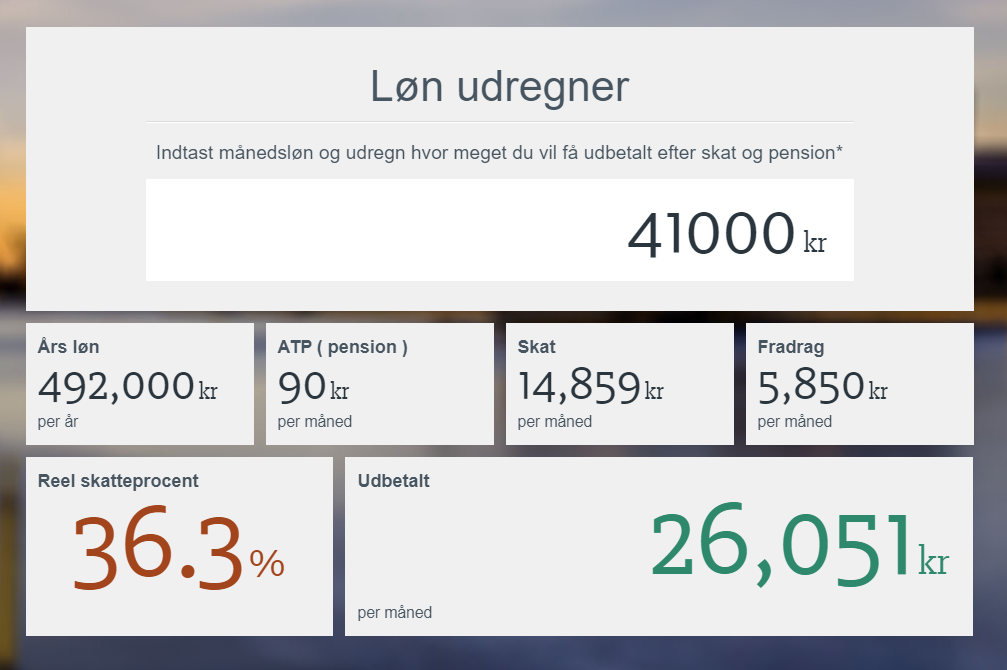 Løn udregner
Indtast månedsløn og udregn hvor meget du vil få udbetalt efter skat og pension*
41000 kr
Års løn
492,000 kr
per år
ATP ( pension )
90 kr
per måned
Skat
14,859 kr
per måned
Fradrag
5,850 kr
per måned
Reel skatteprocent
36.3 %
Udbetalt
26,051 kr
per måned